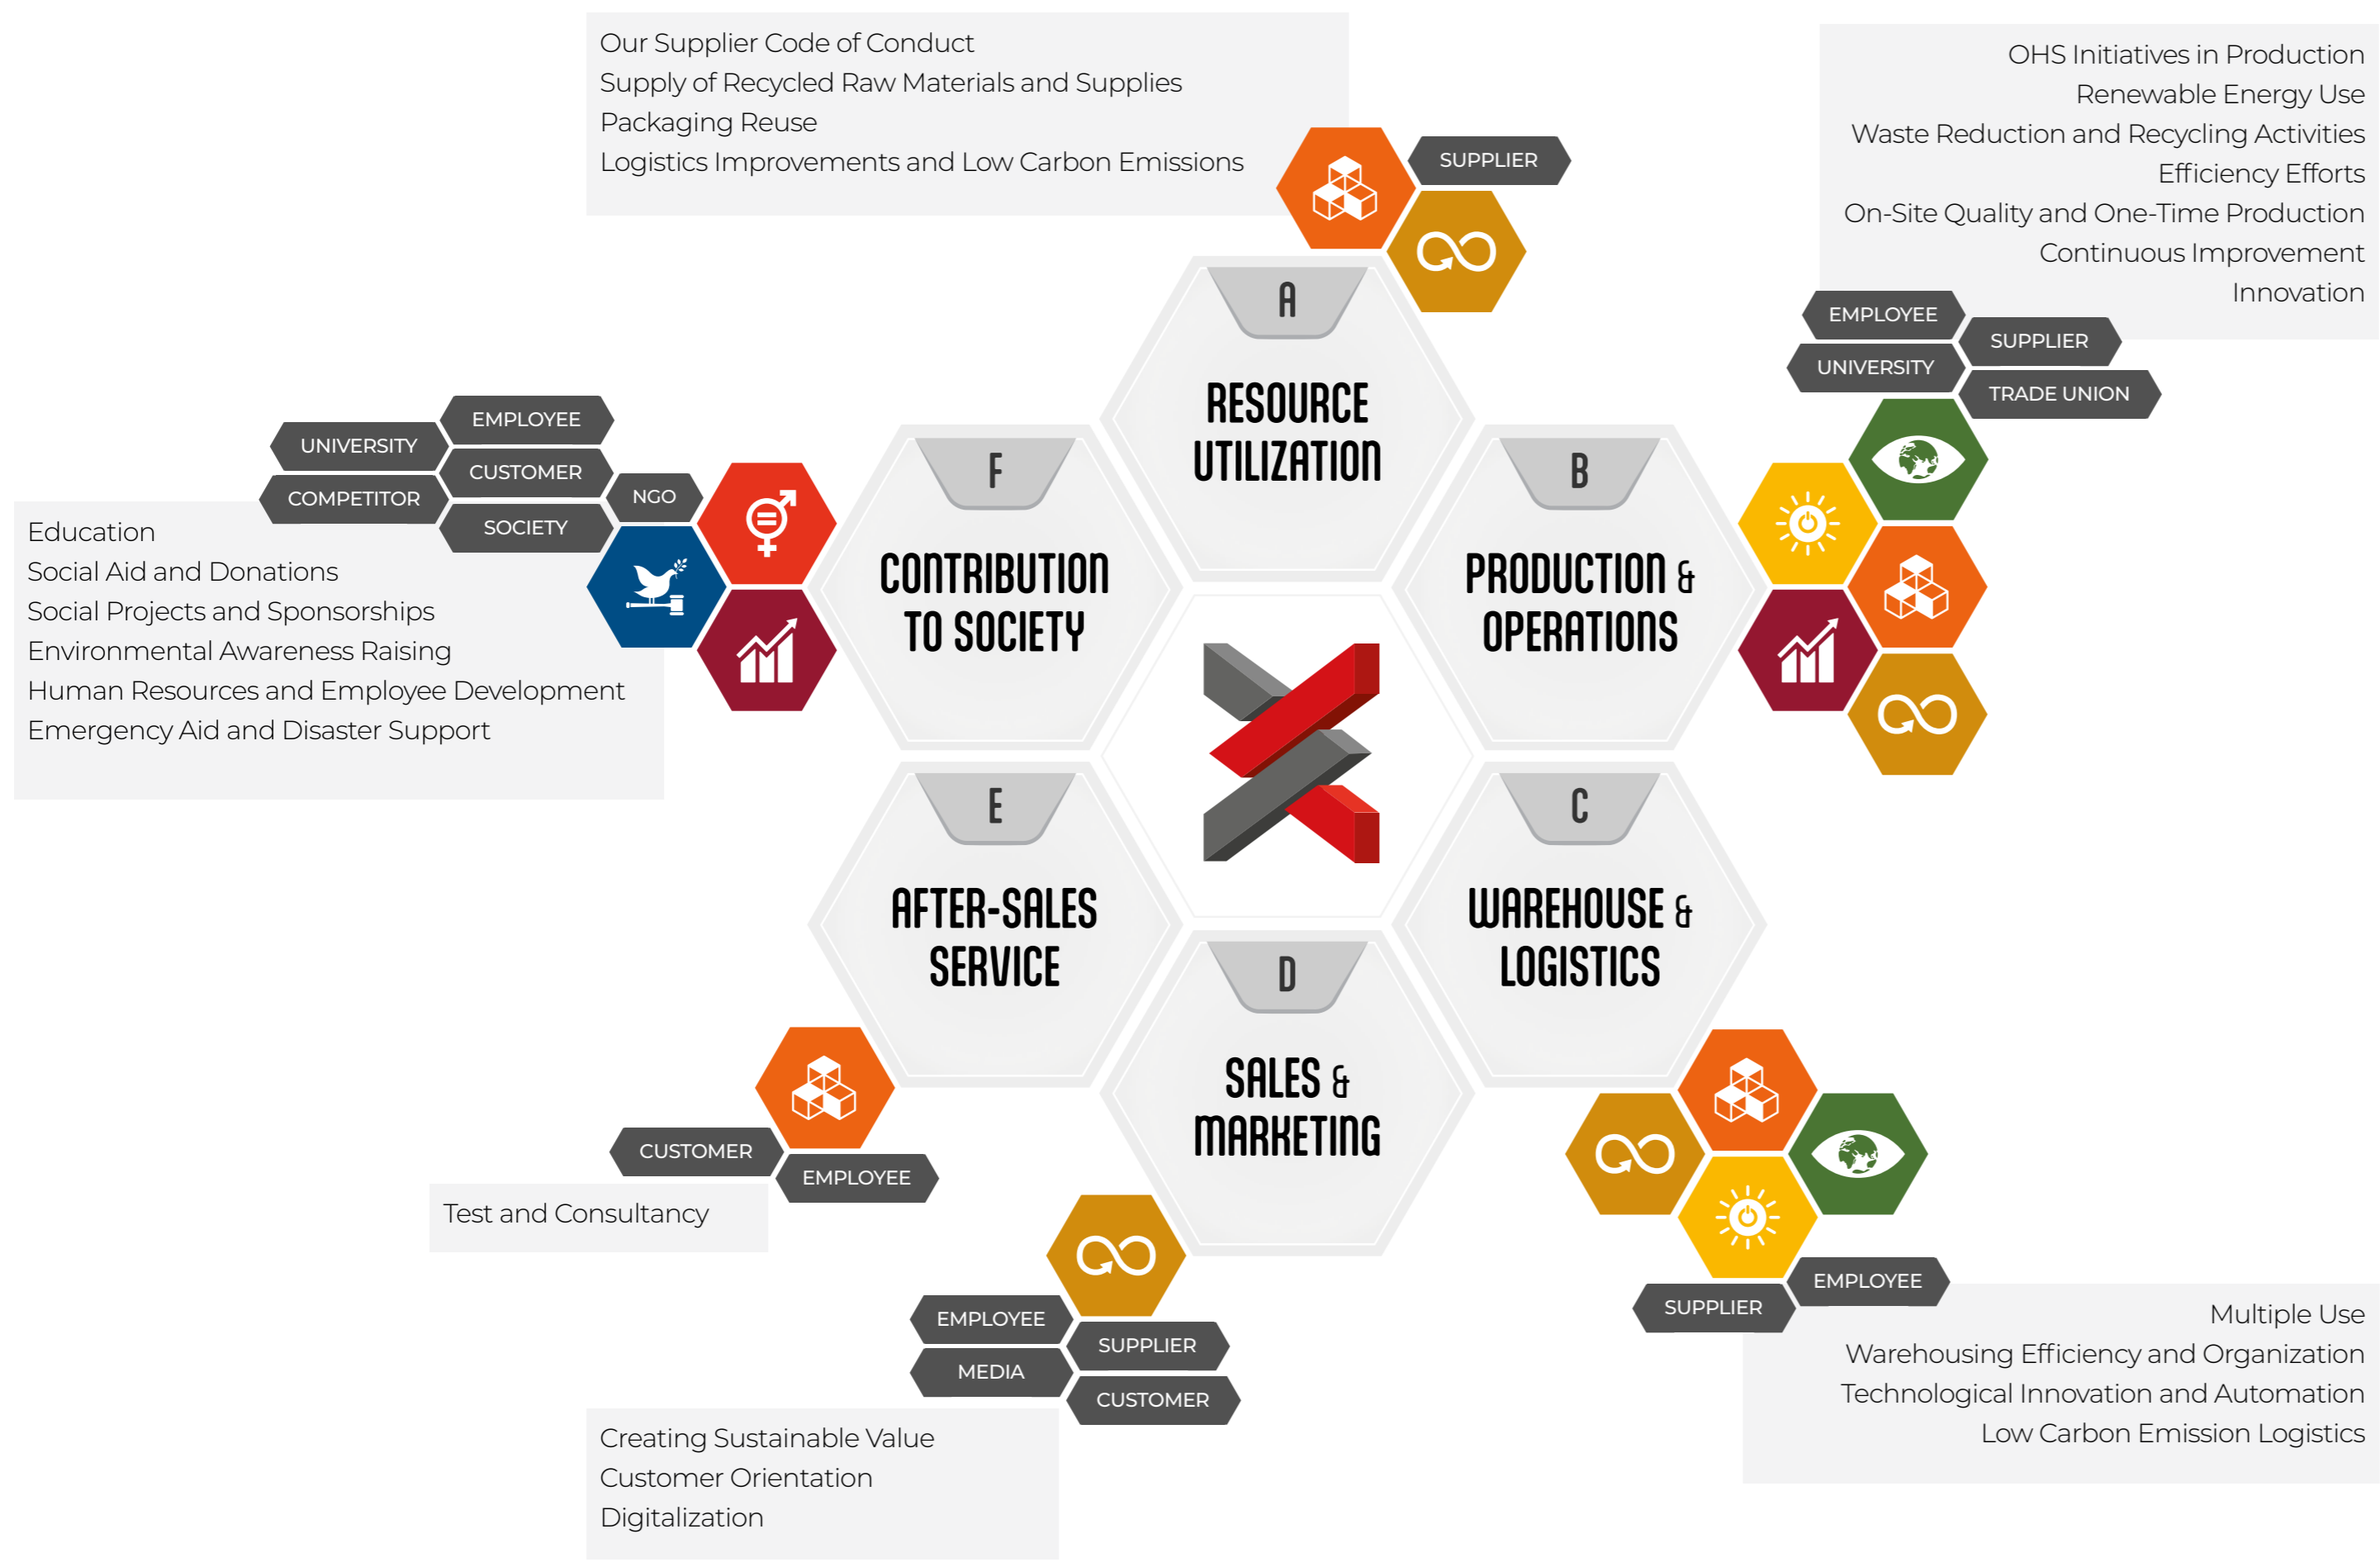 Our Supplier Code of Conduct
Supply of Recycled Raw Materials and Supplies
Packaging Reuse
Logistics Improvements and Low Carbon Emissions
SUPPLIER
A
RESOURCE
UTILIZATION
OHS Initiatives in Production
Renewable Energy Use
Waste Reduction and Recycling Activities
Efficiency Efforts
On-Site Quality and One-Time Production
Continuous Improvement
Innovation
EMPLOYEE
SUPPLIER
UNIVERSITY
TRADE UNION
B
PRODUCTION &
OPERATIONS
C
WAREHOUSE &
LOGISTICS
EMPLOYEE
SUPPLIER
Multiple Use
Warehousing Efficiency and Organization
Technological Innovation and Automation
Low Carbon Emission Logistics
D
SALES &
MARKETING
EMPLOYEE
SUPPLIER
MEDIA
CUSTOMER
Creating Sustainable Value
Customer Orientation
Digitalization
E
AFTER-SALES
SERVICE
CUSTOMER
EMPLOYEE
Test and Consultancy
F
CONTRIBUTION
TO SOCIETY
EMPLOYEE
UNIVERSITY
CUSTOMER
COMPETITOR
NGO
SOCIETY
Education
Social Aid and Donations
Social Projects and Sponsorships
Environmental Awareness Raising
Human Resources and Employee Development
Emergency Aid and Disaster Support